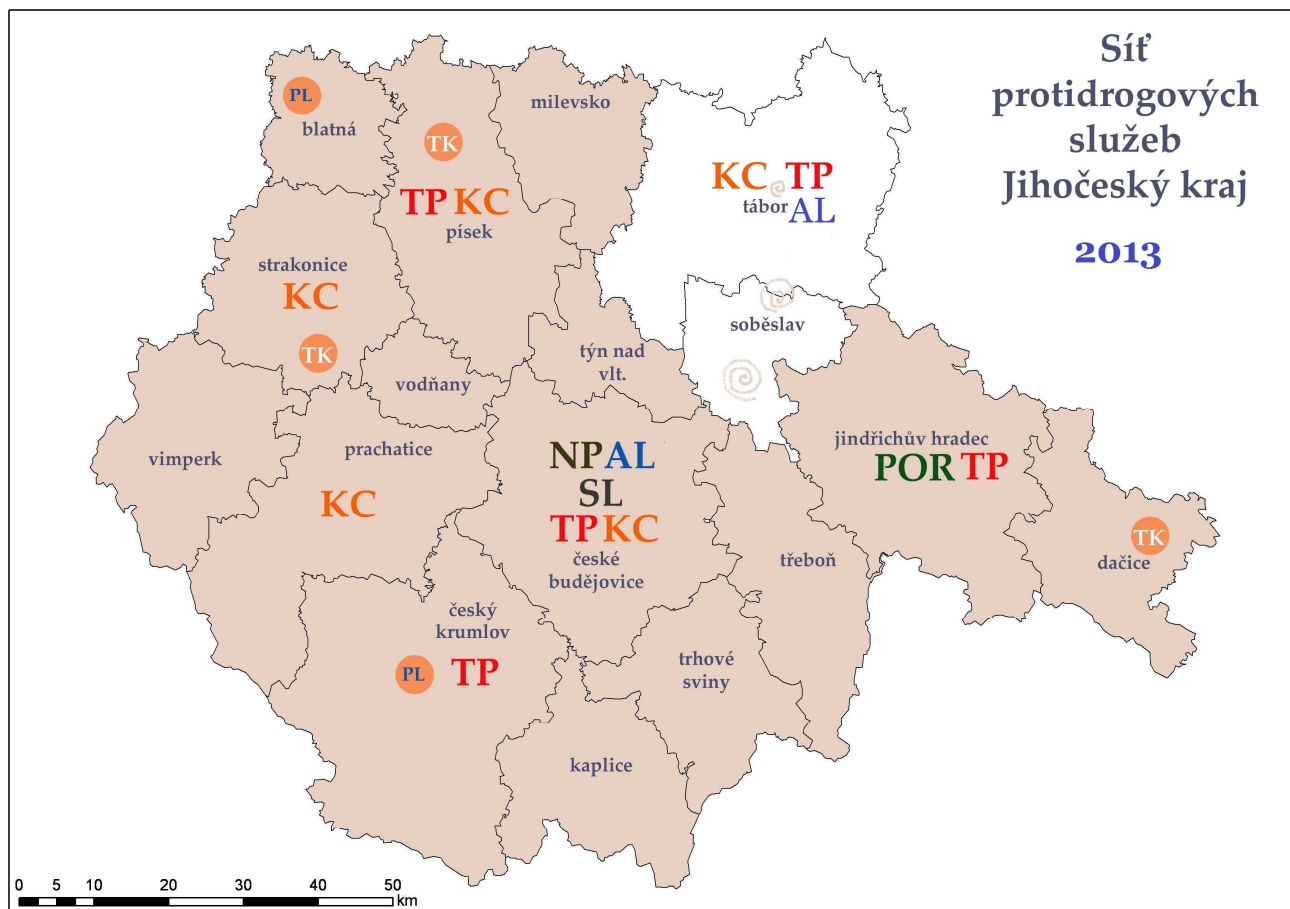 Síť
protidrogových
služeb
Jihočeský kraj
2013
PL
blatná
TK
TP KC
písek
milevsko
KC TP
tábor AL
strakonice
KC
TK
vodňany
týn nad
vlt.
soběslav
vimperk
prachatice
KC
NP AL
SL
TP KC
české
budějovice
třeboň
jindřichův hradec
POR TP
TK
dačice
český
krumlov
PL TP
trhové
sviny
kaplice
0 5 10 20 30 40 50
km